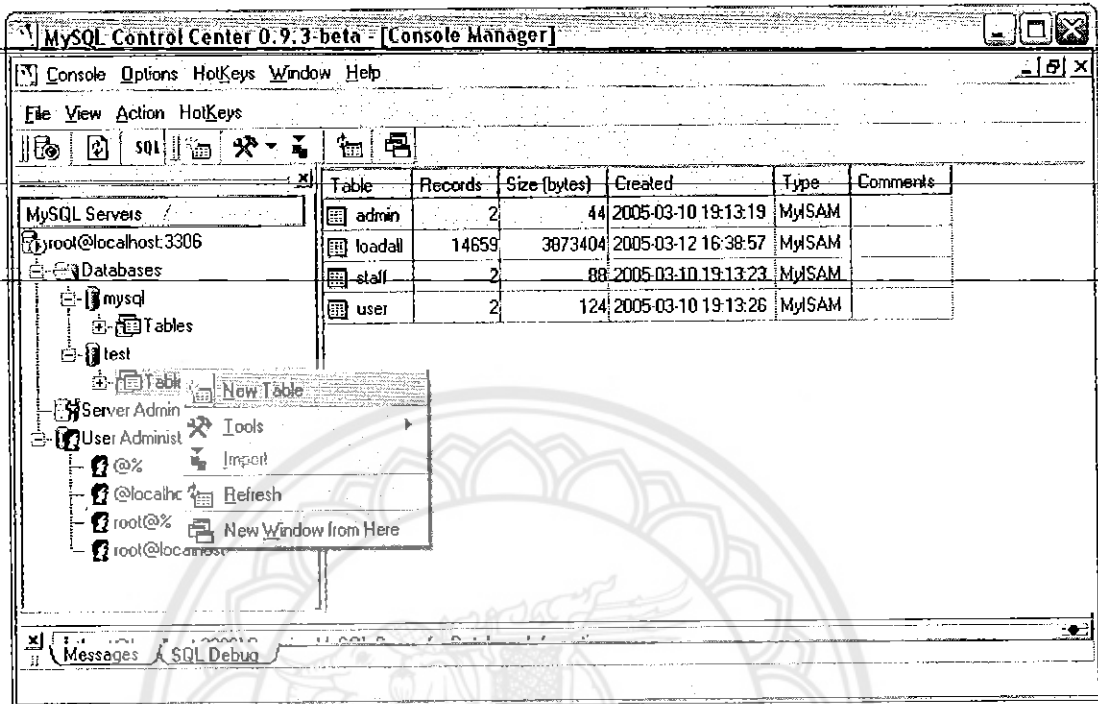 MySQL Control Center 0.9.3-beta - [Console Manager]
Console Options HotKeys Window Help
File View Action HotKeys
SQL
MySQL Servers
root@localhost:3306
Databases
mysql
Tables
test
Tabl
Server Admin
User Administ
@%
@localhc
root@%
root@localhost
New Table
Tools
Import
Refresh
New Window from Here
Table Records Size (bytes) Created Type Comments
admin 2 44 2005-03-10 19:13:19 MyISAM
loadall 14659 3873404 2005-03-12 16:38:57 MyISAM
staff 2 88 2005-03-10 19:13:23 MyISAM
user 2 124 2005-03-10 19:13:26 MyISAM
Messages SQL Debug